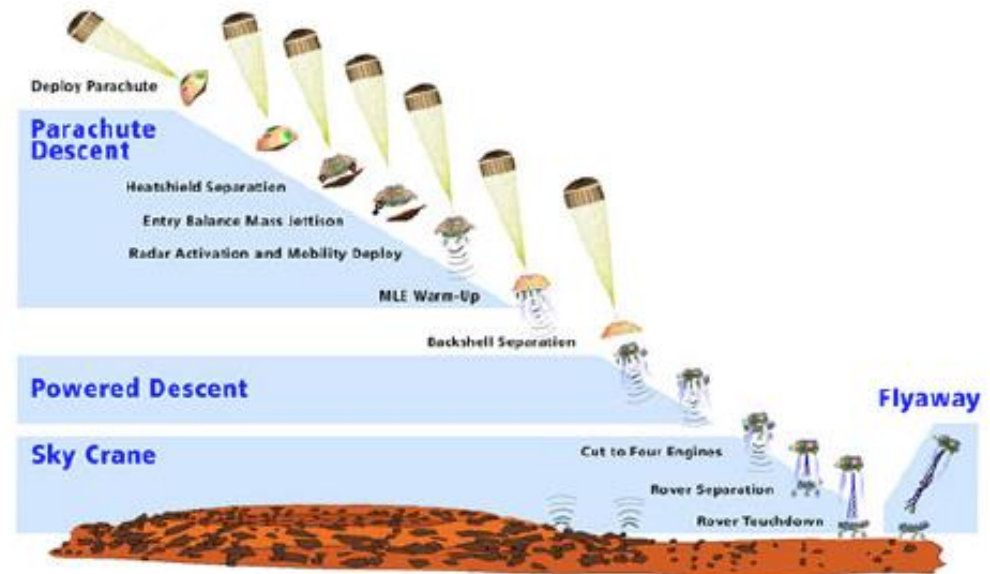 Deploy Parachute
Parachute
Descent
Heatshield Separation
Entry Balance Mass Jettison
Radar Activation and Mobility Deploy
MLE Warm-Up
Backshell Separation
Powered Descent
Flyaway
Sky Crane
Cut to Four Engines
Rover Separation
Rover Touchdown